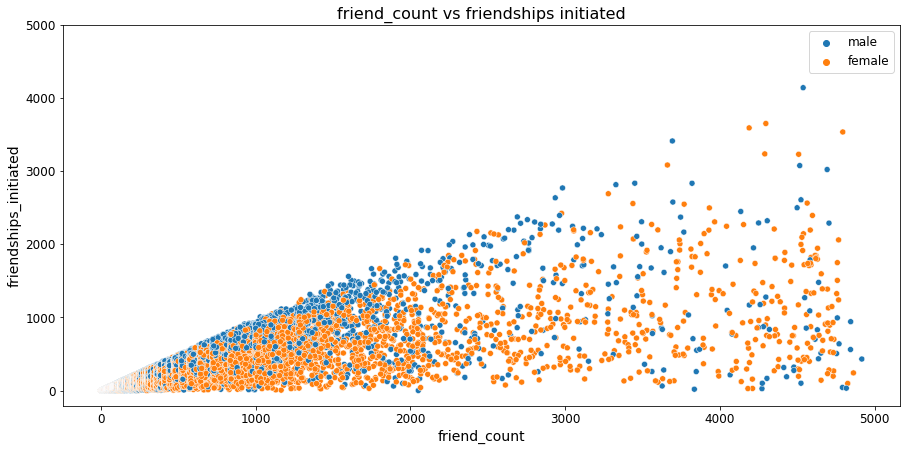 friend_count vs friendships initiated
male
female
friendships_initiated
5000
4000
3000
2000
1000
0
0 1000 2000 3000 4000 5000
friend_count